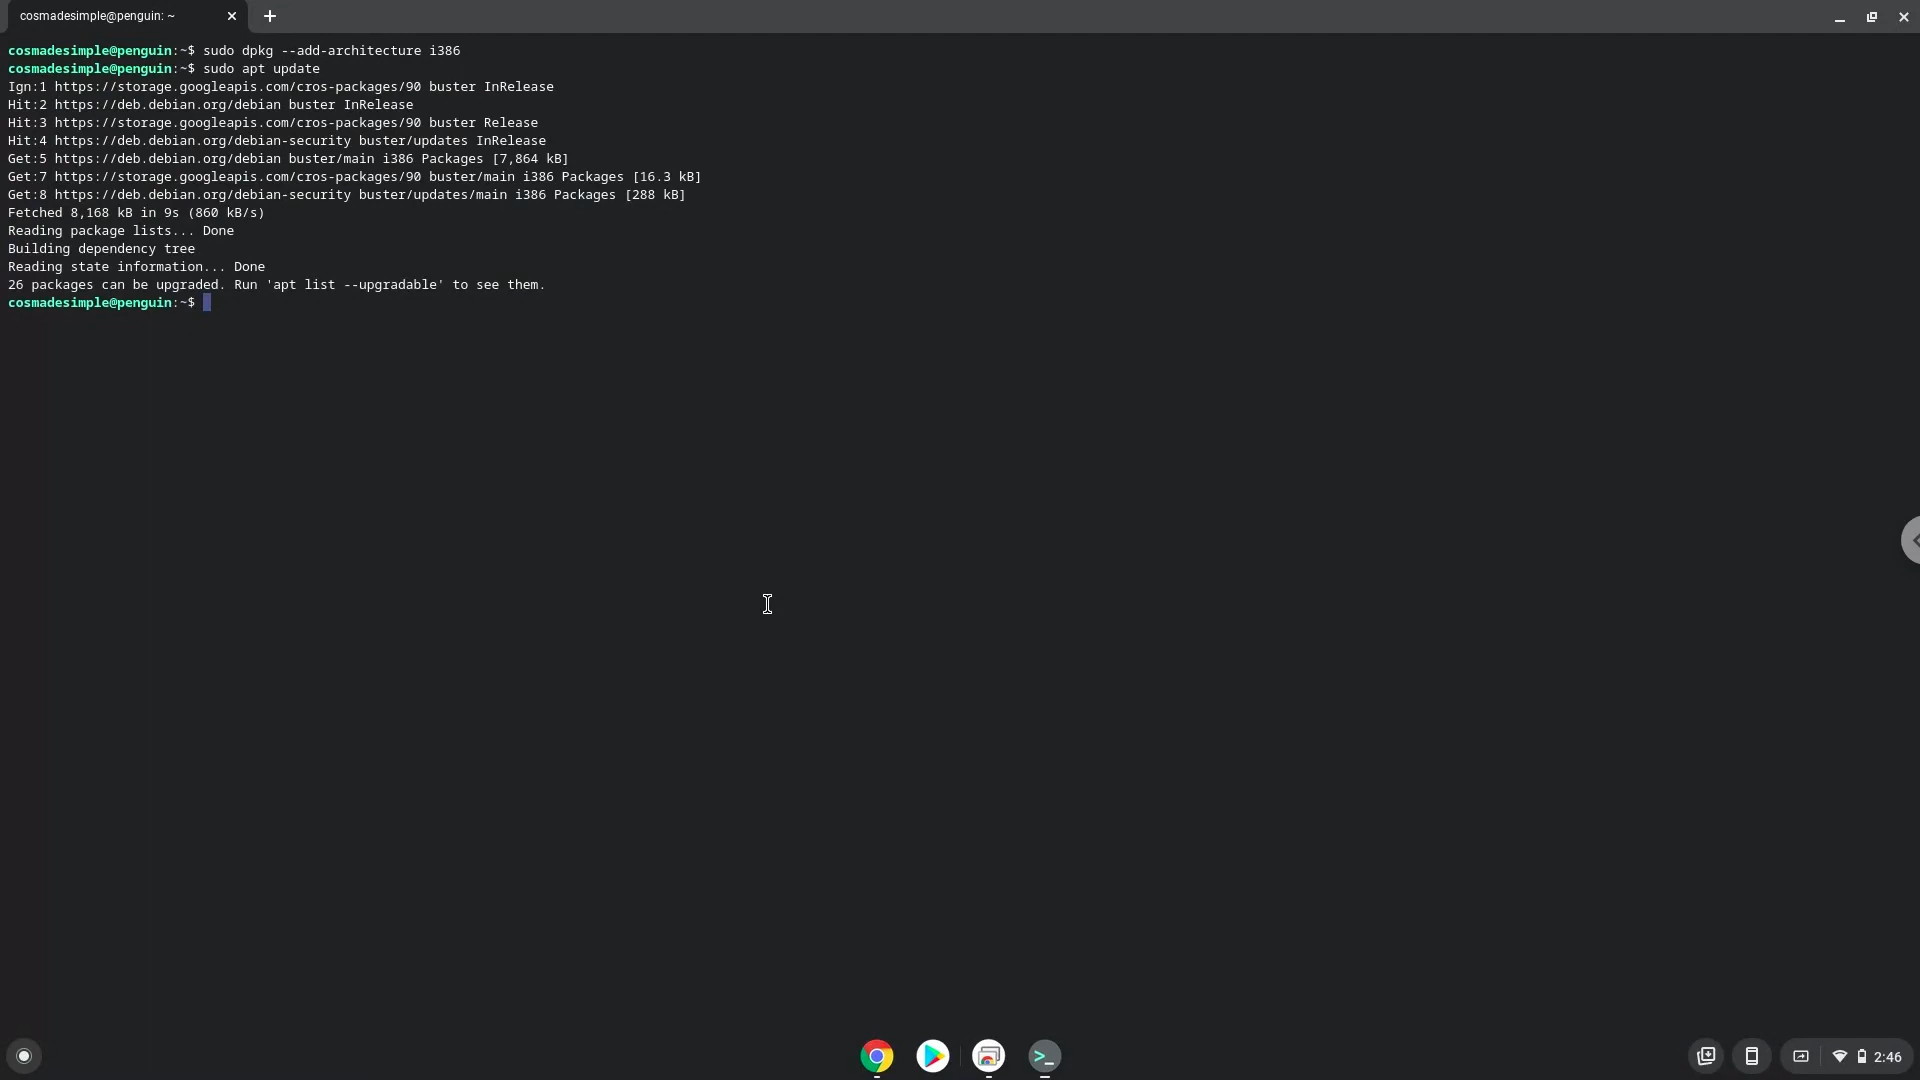 cosmadesimple@penguin: ~
cosmadesimple@penguin:~$ sudo dpkg --add-architecture i386
cosmadesimple@penguin:~$ sudo apt update
Ign:1 https://storage.googleapis.com/cros-packages/90 buster InRelease
Hit:2 https://deb.debian.org/debian buster InRelease
Hit:3 https://storage.googleapis.com/cros-packages/90 buster Release
Hit:4 https://deb.debian.org/debian-security buster/updates InRelease
Get:5 https://deb.debian.org/debian buster/main i386 Packages [7,864 kB]
Get:7 https://storage.googleapis.com/cros-packages/90 buster/main i386 Packages [16.3 kB]
Get:8 https://deb.debian.org/debian-security buster/updates/main i386 Packages [288 kB]
Fetched 8,168 kB in 9s (860 kB/s)
Reading package lists... Done
Building dependency tree
Reading state information... Done
26 packages can be upgraded. Run 'apt list --upgradable' to see them.
cosmadesimple@penguin:~$
2:46